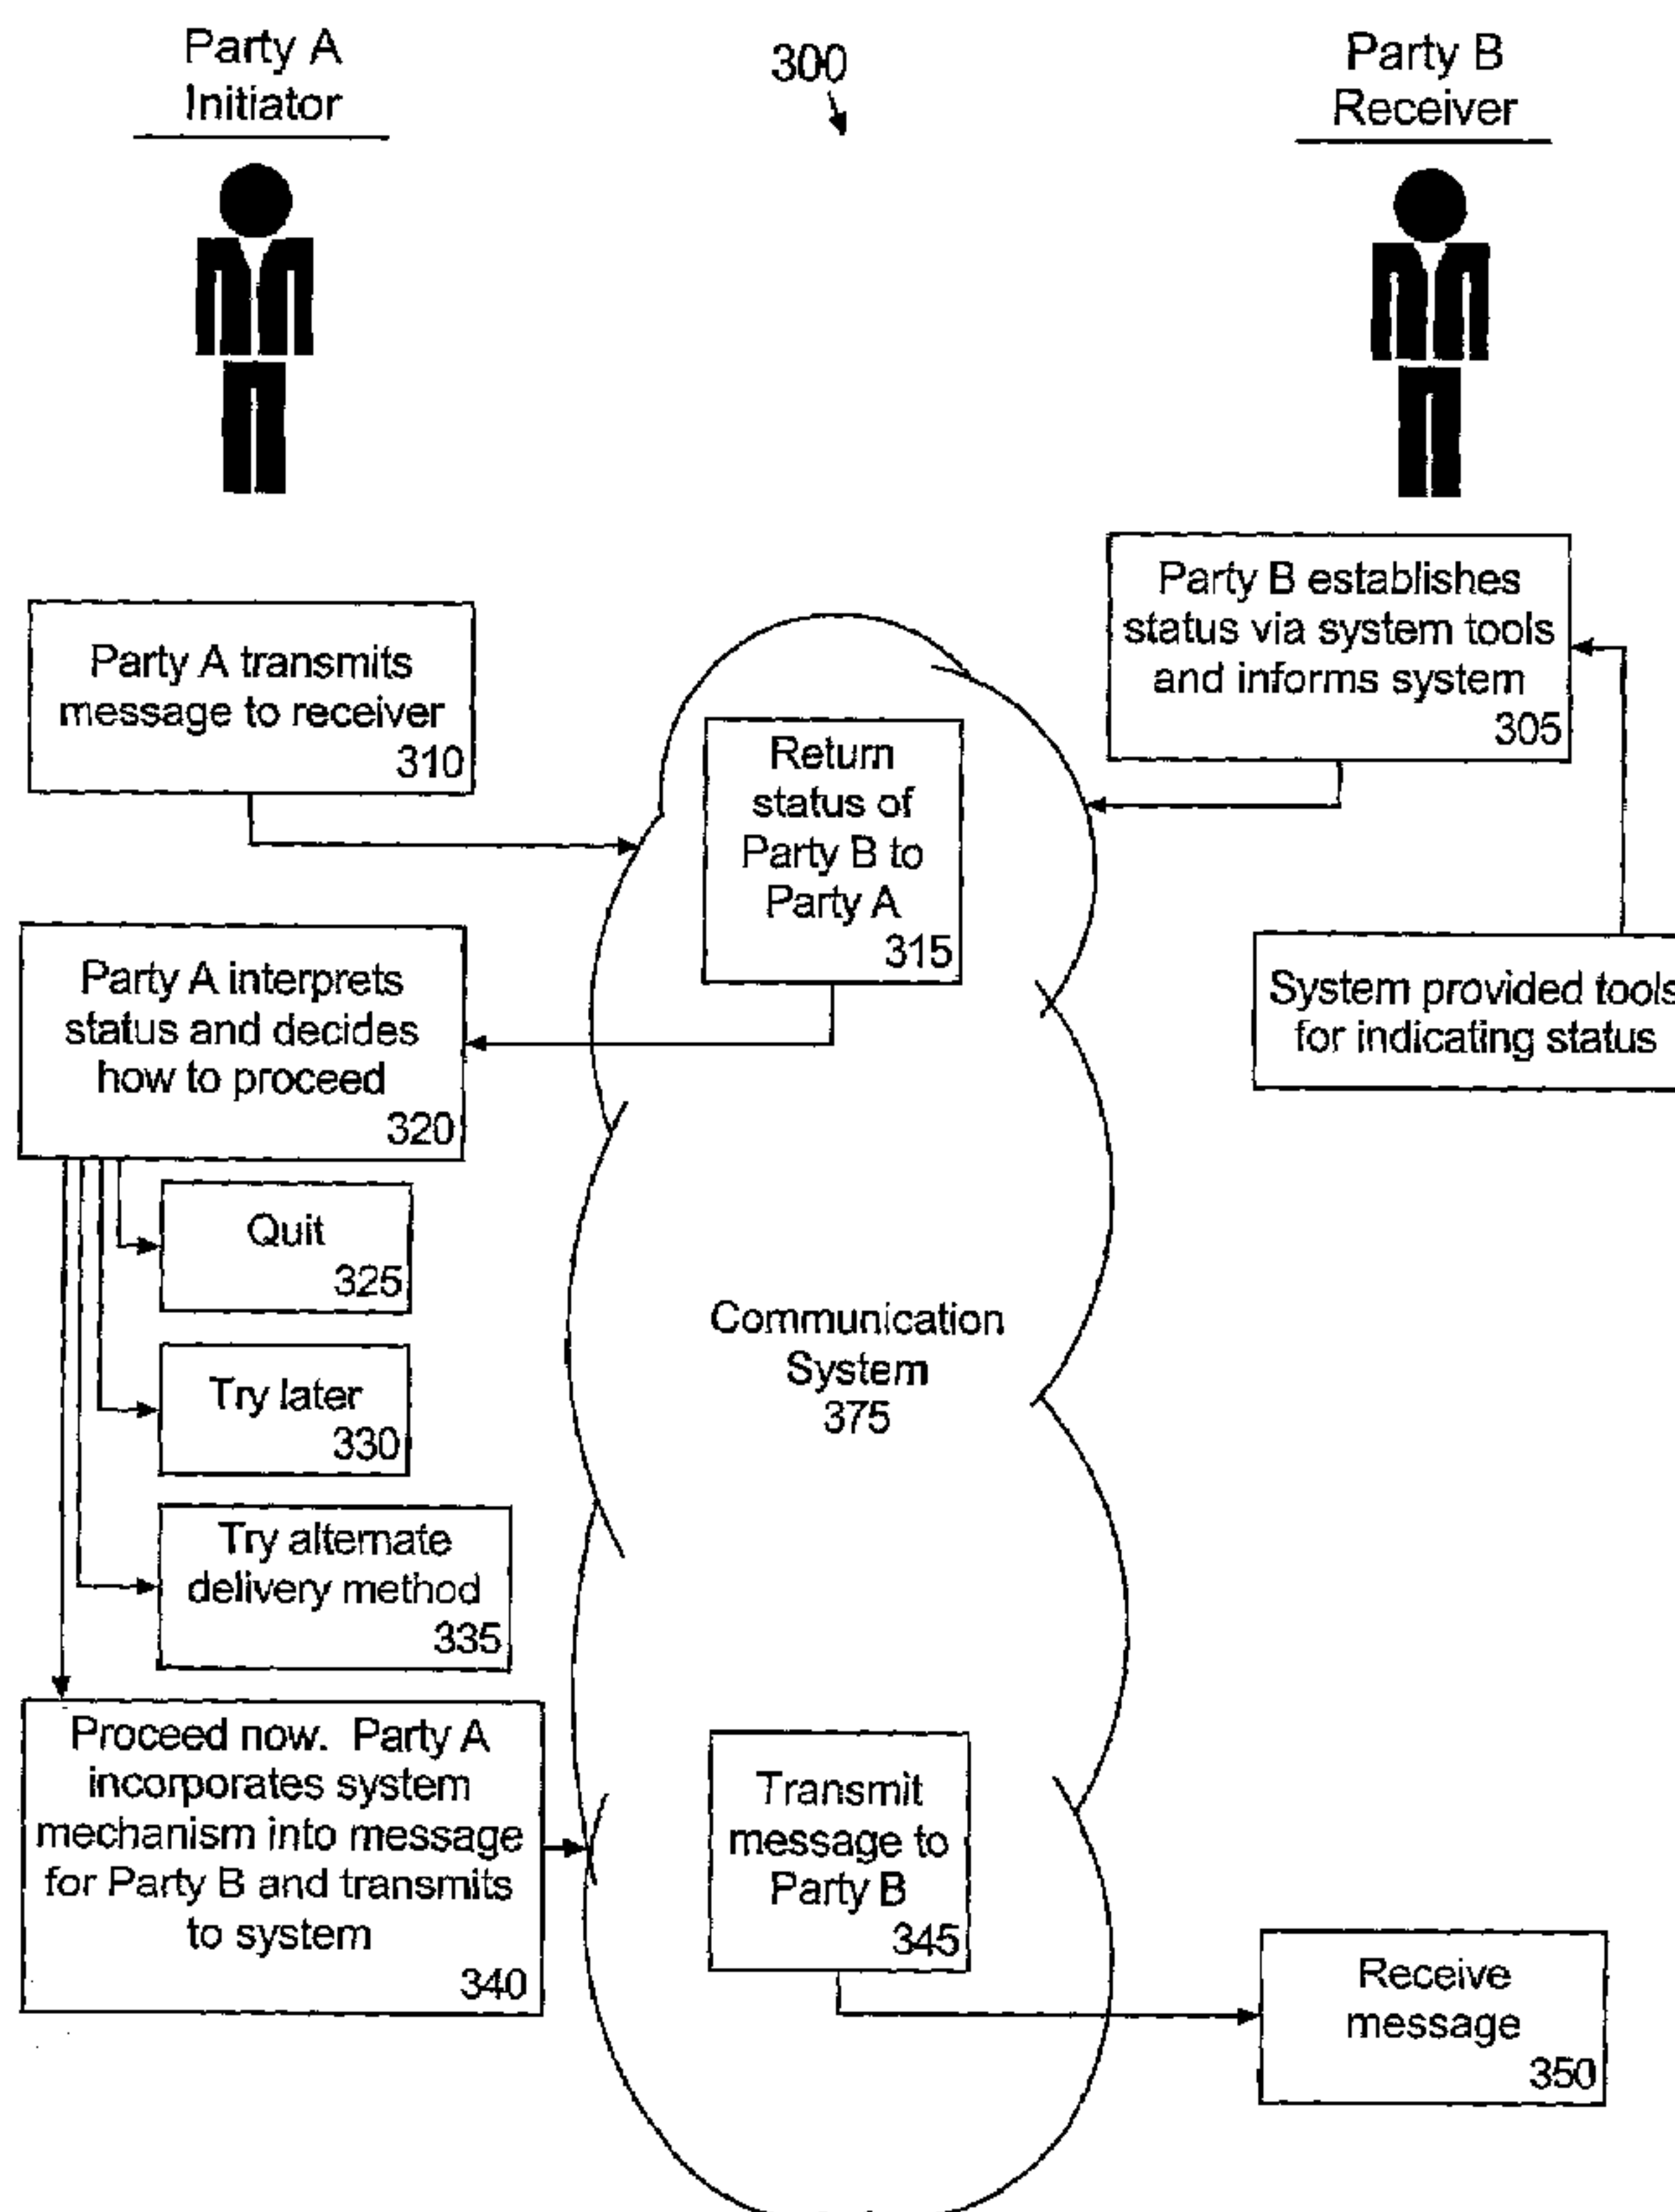 Party A
Initiator
300
Party B
Receiver
Party B establishes
status via system tools
and informs system
305
Party A transmits
message to receiver
310
Return
status of
Party B to
Party A
315
Party A interprets
status and decides
how to proceed
320
System provided tools
for indicating status
Quit
325
Try later
330
Try alternate
delivery method
335
Communication
System
375
Proceed now. Party A
incorporates system
mechanism into message
for Party B and transmits
to system
340
Transmit
message to
Party B
345
Receive
message
350